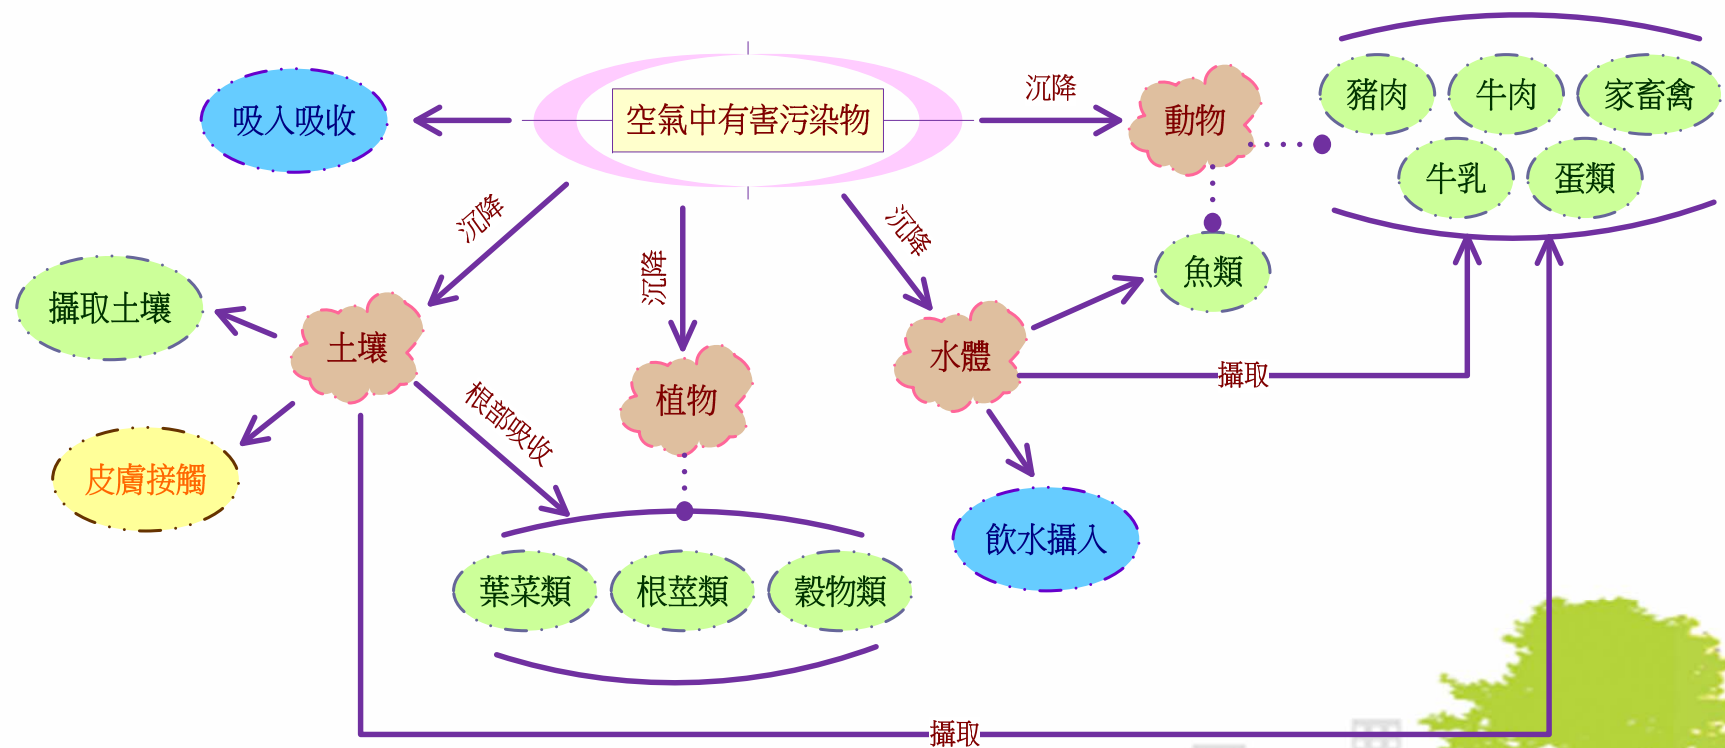 沉降
豬肉
牛肉
家畜禽
吸入吸收
空氣中有害污染物
動物
牛乳
蛋類
沉降
沉降
沉降
魚類
攝取土壤
土壤
水體
攝取
植物
根部吸收
皮膚接觸
飲水攝入
葉菜類
根莖類
穀物類
攝取